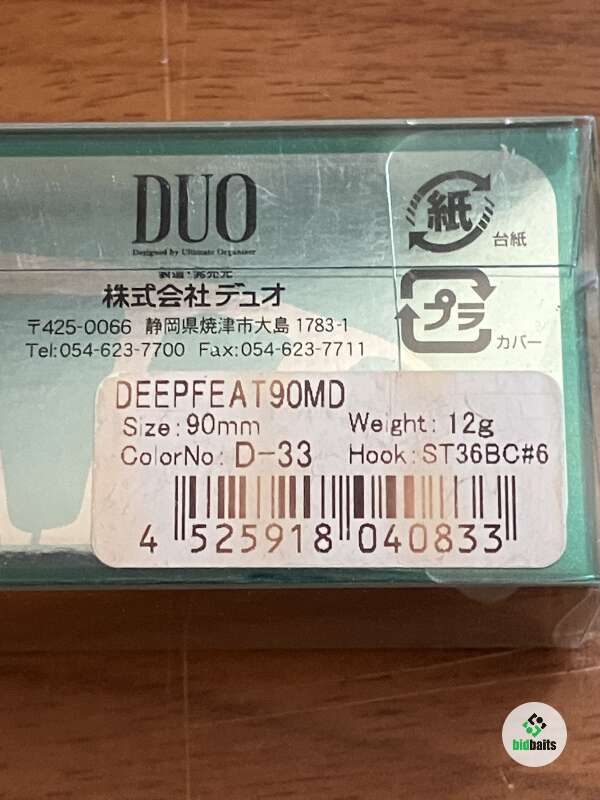 DUO
Designed by Ultimate Organizer
紙
台紙
製造・発売元
株式会社 デュオ
プラ
カバー
〒425-0066 静岡県焼津市大島 1783-1
Tel:054-623-7700 Fax:054-623-7711
DEEPFEAT90MD
Size: 90mm Weight: 12g
ColorNo: D-33 Hook: ST36BC#6
4 525918 040833
bidbaits